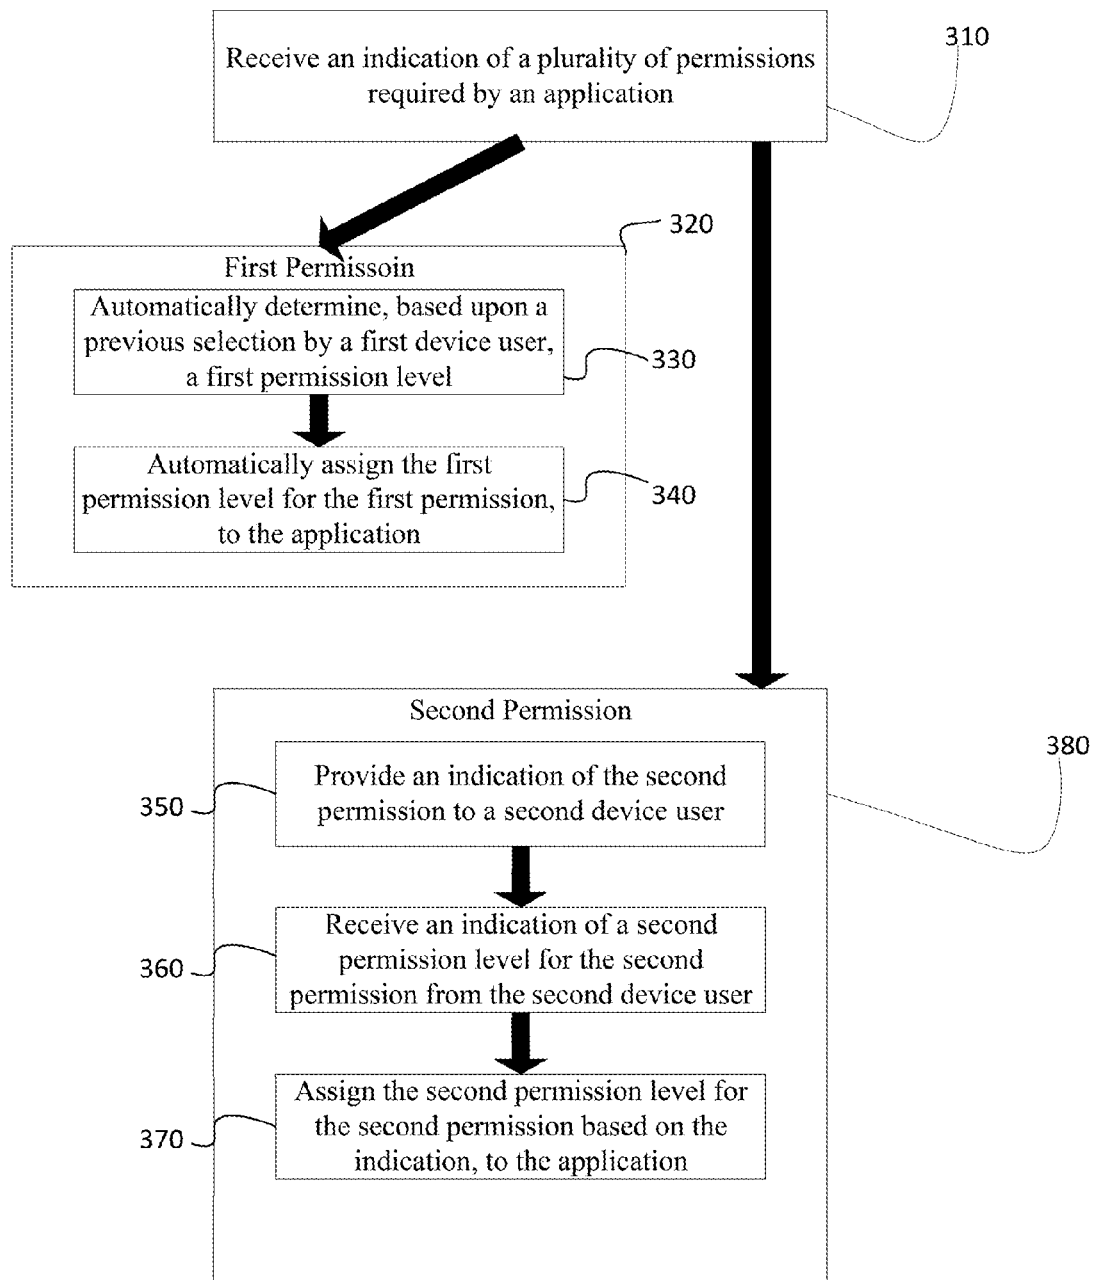 Receive an indication of a plurality of permissions
required by an application
310
320
First Permissoin
Automatically determine, based upon a
previous selection by a first device user,
a first permission level
330
Automatically assign the first
permission level for the first permission,
to the application
340
Second Permission
380
Provide an indication of the second
permission to a second device user
350
Receive an indication of a second
permission level for the second
permission from the second device user
360
Assign the second permission level for
the second permission based on the
indication, to the application
370